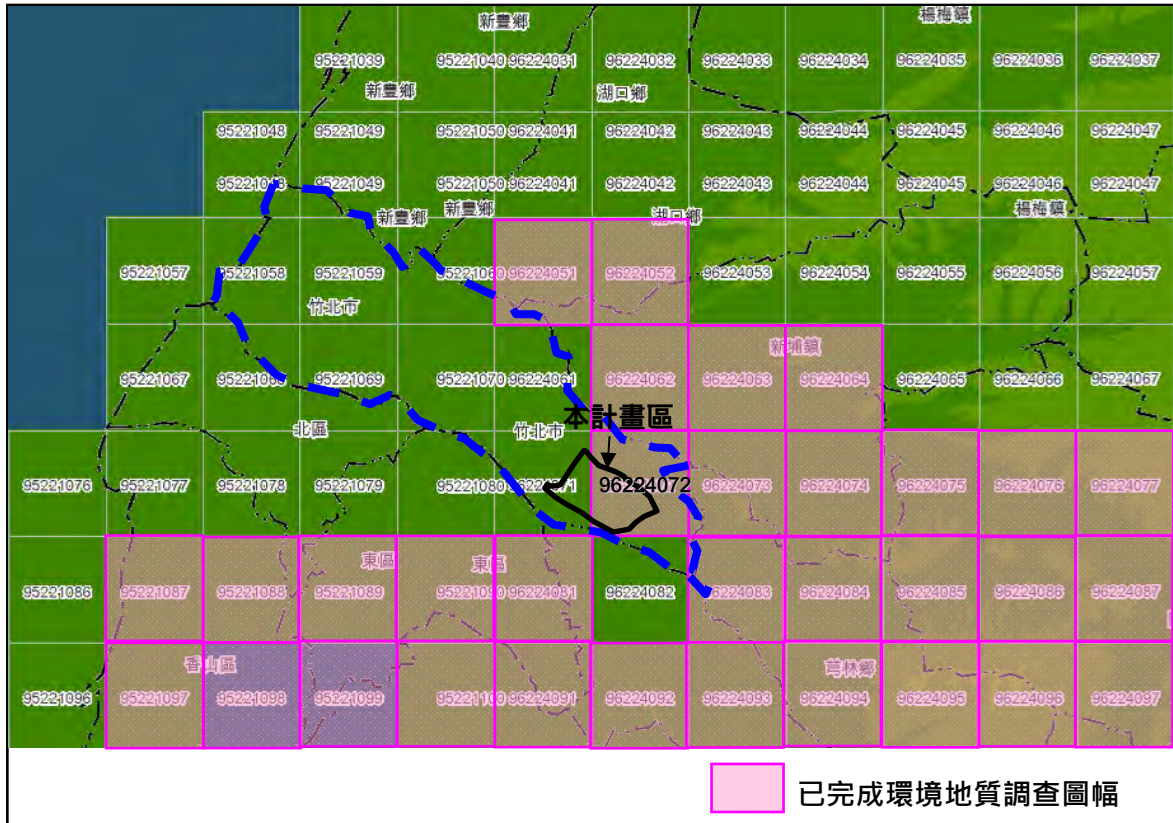 新豐鄉 楊梅鎮
95221039 95221040 96224031 96224032 96224033 96224034 96224035 96224036 96224037
新豐鄉 湖口鄉
95221048 95221049 95221050 96224041 96224042 96224043 96224044 96224045 96224046 96224047
95221048 95221049 95221050 96224041 96224042 96224043 96224044 96224045 96224046 96224047
新豐鄉 新豐鄉 湖口鄉 楊梅鎮
95221057 95221058 95221059 95221060 96224051 96224052 96224053 96224054 96224055 96224056 96224057
竹北市
新埔鎮
95221067 95221068 95221069 95221070 96224061 96224062 96224063 96224064 96224065 96224066 96224067
本計畫區
北區 竹北市
95221076 95221077 95221078 95221079 95221080 96224071 96224072 96224073 96224074 96224075 96224076 96224077
東區 東區
95221086 95221087 95221088 95221089 95221090 96224081 96224082 96224083 96224084 96224085 96224086 96224087
香山區 芎林鄉
95221096 95221097 95221098 95221099 95221100 96224091 96224092 96224093 96224094 96224095 96224096 96224097
已完成環境地質調查圖幅